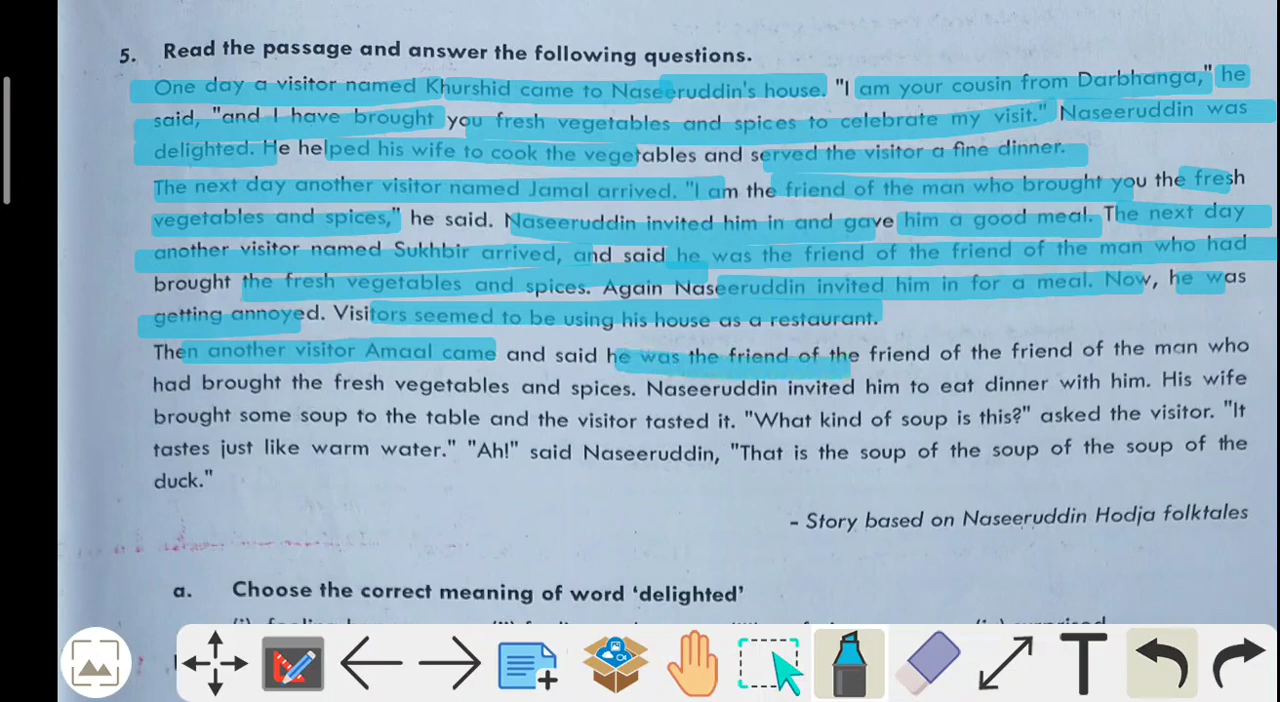 5. Read the passage and answer the following questions.
One day a visitor named Khurshid came to Naseeruddin's house. "I am your cousin from Darbhanga," he
said, "and I have brought you fresh vegetables and spices to celebrate my visit." Naseeruddin was
delighted. He helped his wife to cook the vegetables and served the visitor a fine dinner.
The next day another visitor named Jamal arrived. "I am the friend of the man who brought you the fresh
vegetables and spices," he said. Naseeruddin invited him in and gave him a good meal. The next day
another visitor named Sukhbir arrived, and said he was the friend of the friend of the man who had
brought the fresh vegetables and spices. Again Naseeruddin invited him in for a meal. Now, he was
getting annoyed. Visitors seemed to be using his house as a restaurant.
Then another visitor Amaal came and said he was the friend of the friend of the friend of the man who
had brought the fresh vegetables and spices. Naseeruddin invited him to eat dinner with him. His wife
brought some soup to the table and the visitor tasted it. "What kind of soup is this?" asked the visitor. "It
tastes just like warm water." "Ah!" said Naseeruddin, "That is the soup of the soup of the soup of the
duck."
– Story based on Naseeruddin Hodja folktales
a. Choose the correct meaning of word 'delighted'
T